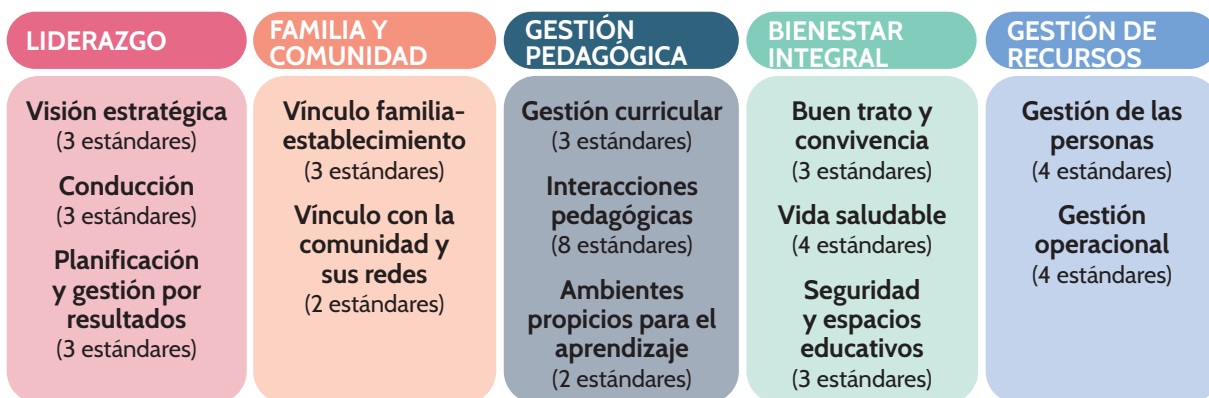 LIDERAZGO
Visión estratégica
(3 estándares)
Conducción
(3 estándares)
Planificación
y gestión por
resultados
(3 estándares)
FAMILIA Y
COMUNIDAD
Vínculo familia-
establecimiento
(3 estándares)
Vínculo con la
comunidad y
sus redes
(2 estándares)
GESTIÓN
PEDAGÓGICA
Gestión curricular
(3 estándares)
Interacciones
pedagógicas
(8 estándares)
Ambientes
propicios para el
aprendizaje
(2 estándares)
BIENESTAR
INTEGRAL
Buen trato y
convivencia
(3 estándares)
Vida saludable
(4 estándares)
Seguridad
y espacios
educativos
(3 estándares)
GESTIÓN DE
RECURSOS
Gestión de las
personas
(4 estándares)
Gestión
operacional
(4 estándares)